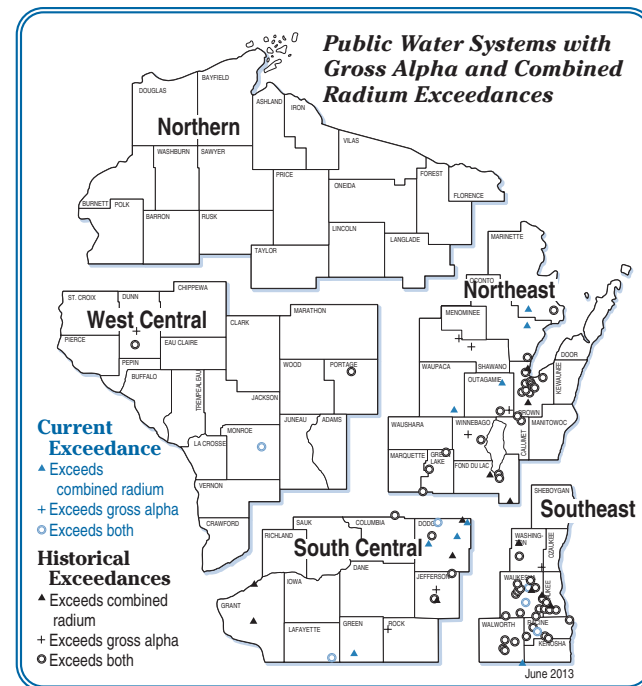 Public Water Systems with
Gross Alpha and Combined
Radium Exceedances
Northern
DOUGLAS
BAYFIELD
ASHLAND
IRON
VILAS
WASHBURN
SAWYER
PRICE
ONEIDA
FOREST
FLORENCE
BURNETT
POLK
BARRON
RUSK
LINCOLN
LANGLADE
TAYLOR
West Central
ST. CROIX
DUNN
CHIPPEWA
PIERCE
PEPIN
EAU CLAIRE
CLARK
MARATHON
BUFFALO
TREMPEALEAU
JACKSON
WOOD
PORTAGE
JUNEAU
ADAMS
MONROE
LA CROSSE
VERNON
CRAWFORD
Northeast
MARINETTE
OCONTO
MENOMINEE
SHAWANO
DOOR
KEWAUNEE
WAUPACA
OUTAGAMIE
BROWN
WAUSHARA
WINNEBAGO
CALUMET
MANITOWOC
MARQUETTE
GREEN
LAKE
FOND DU LAC
Southeast
SHEBOYGAN
WASHING-
TON
OZAUKEE
WAUKESHA
WALWORTH
RACINE
KENOSHA
South Central
RICHLAND
SAUK
COLUMBIA
DODGE
GRANT
IOWA
DANE
JEFFERSON
LAFAYETTE
GREEN
ROCK
Current
Exceedance
Exceeds
combined radium
+ Exceeds gross alpha
Exceeds both
Historical
Exceedances
Exceeds combined
radium
+ Exceeds gross alpha
Exceeds both
June 2013